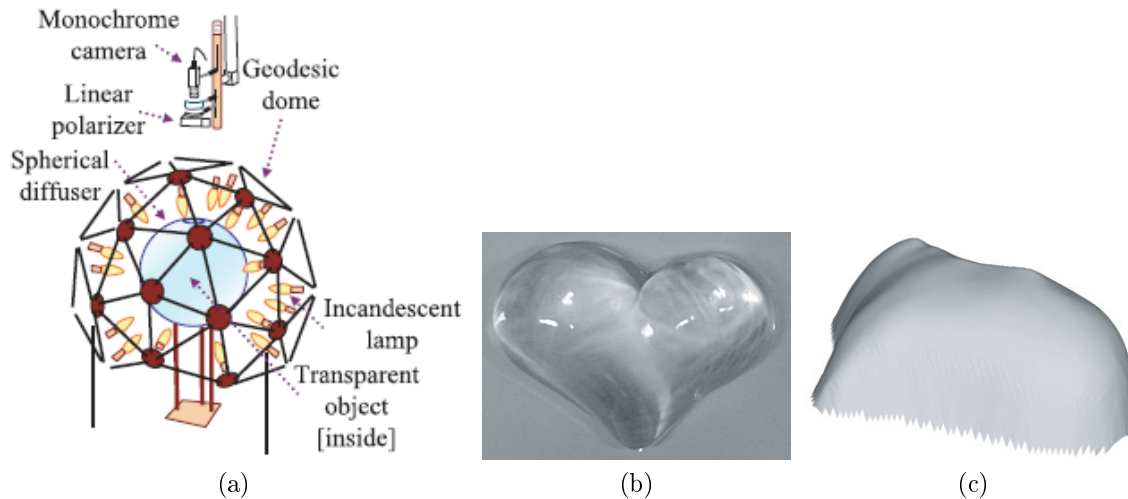 Monochrome
camera
Linear
polarizer
Geodesic
dome
Spherical
diffuser
Incandescent
lamp
Transparent
object
[inside]
(a)
(b)
(c)